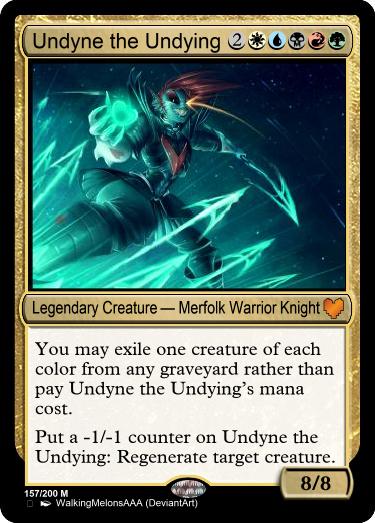 Undyne the Undying 2
Legendary Creature — Merfolk Warrior Knight
You may exile one creature of each
color from any graveyard rather than
pay Undyne the Undying's mana
cost.
Put a -1/-1 counter on Undyne the
Undying: Regenerate target creature.
8/8
157/200 M
WalkingMelonsAAA (DeviantArt)